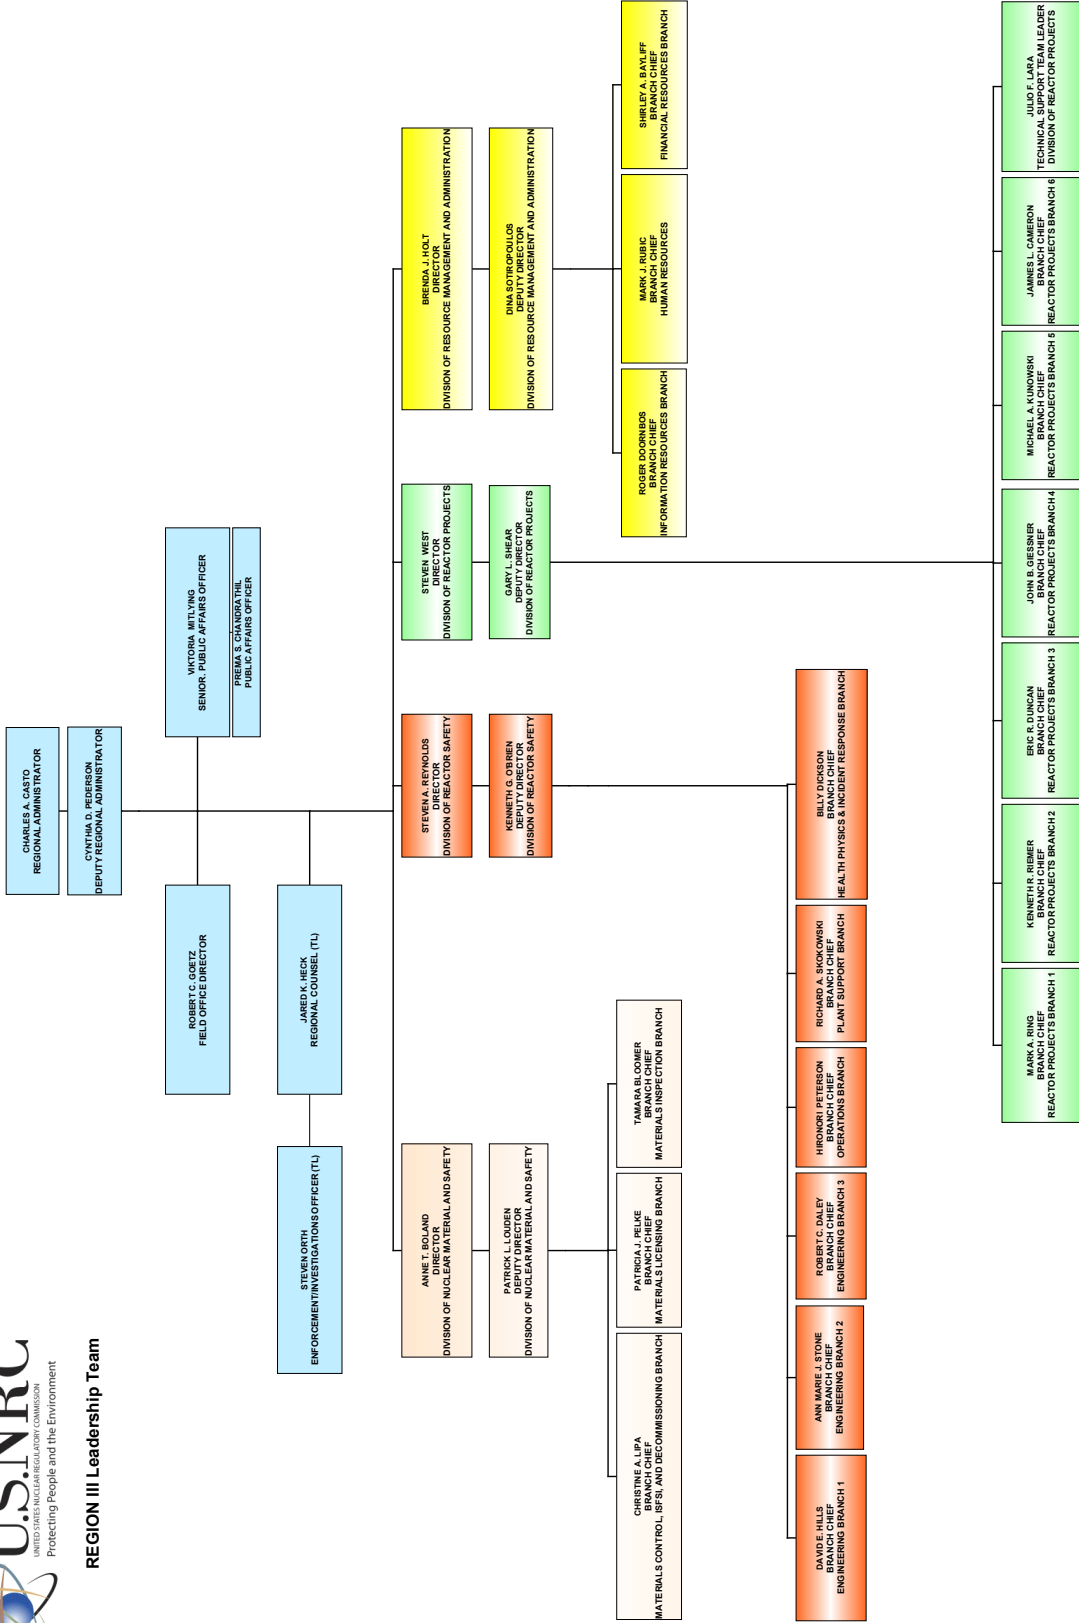 U.S.NRC
UNITED STATES NUCLEAR REGULATORY COMMISSION
Protecting People and the Environment
REGION III Leadership Team
CHARLES A. CASTO
REGIONAL ADMINISTRATOR
CYNTHIA D. PEDERSON
DEPUTY REGIONAL ADMINISTRATOR
ROBERT C. GOETZ
FIELD OFFICE DIRECTOR
VIKTORIA MITLYING
SENIOR. PUBLIC AFFAIRS OFFICER
PREMA S. CHANDRATHIL
PUBLIC AFFAIRS OFFICER
STEVEN ORTH
ENFORCEMENT/INVESTIGATIONS OFFICER (TL)
JARED K. HECK
REGIONAL COUNSEL (TL)
ANNE T. BOLAND
DIRECTOR
DIVISION OF NUCLEAR MATERIAL AND SAFETY
STEVEN A. REYNOLDS
DIRECTOR
DIVISION OF REACTOR SAFETY
STEVEN WEST
DIRECTOR
DIVISION OF REACTOR PROJECTS
BRENDA J. HOLT
DIRECTOR
DIVISION OF RESOURCE MANAGEMENT AND ADMINISTRATION
PATRICK L. LOUDEN
DEPUTY DIRECTOR
DIVISION OF NUCLEAR MATERIAL AND SAFETY
KENNETH G. O'BRIEN
DEPUTY DIRECTOR
DIVISION OF REACTOR SAFETY
GARY L. SHEAR
DEPUTY DIRECTOR
DIVISION OF REACTOR PROJECTS
DINA SOTIROPOULOS
DEPUTY DIRECTOR
DIVISION OF RESOURCE MANAGEMENT AND ADMINISTRATION
CHRISTINE A. LIPA
BRANCH CHIEF
MATERIALS CONTROL, ISFSI, AND DECOMMISSIONING BRANCH
PATRICIA J. PELKE
BRANCH CHIEF
MATERIALS LICENSING BRANCH
TAMARA BLOOMER
BRANCH CHIEF
MATERIALS INSPECTION BRANCH
ROGER DOORNBOS
BRANCH CHIEF
INFORMATION RESOURCES BRANCH
MARK J. RUBIC
BRANCH CHIEF
HUMAN RESOURCES
SHIRLEY A. BAYLIFF
BRANCH CHIEF
FINANCIAL RESOURCES BRANCH
DAVID E. HILLS
BRANCH CHIEF
ENGINEERING BRANCH 1
ANN MARIE J. STONE
BRANCH CHIEF
ENGINEERING BRANCH 2
ROBERT C. DALEY
BRANCH CHIEF
ENGINEERING BRANCH 3
HIRONORI PETERSON
BRANCH CHIEF
OPERATIONS BRANCH
RICHARD A. SKOKOWSKI
BRANCH CHIEF
PLANT SUPPORT BRANCH
BILLY DICKSON
BRANCH CHIEF
HEALTH PHYSICS & INCIDENT RESPONSE BRANCH
MARK A. RING
BRANCH CHIEF
REACTOR PROJECTS BRANCH 1
KENNETH R. RIEMER
BRANCH CHIEF
REACTOR PROJECTS BRANCH 2
ERIC R. DUNCAN
BRANCH CHIEF
REACTOR PROJECTS BRANCH 3
JOHN B. GIESSNER
BRANCH CHIEF
REACTOR PROJECTS BRANCH 4
MICHAEL A. KUNOWSKI
BRANCH CHIEF
REACTOR PROJECTS BRANCH 5
JAMNES L. CAMERON
BRANCH CHIEF
REACTOR PROJECTS BRANCH 6
JULIO F. LARA
TECHNICAL SUPPORT TEAM LEADER
DIVISION OF REACTOR PROJECTS